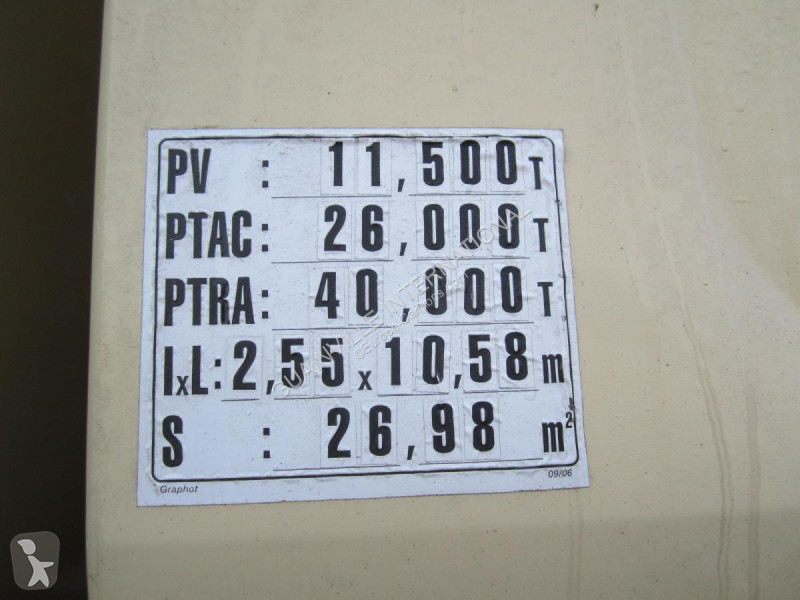 PV : 11,500 T
PTAC: 26,000 T
PTRA: 40,000 T
lxL: 2,55 x 10,58 m
S : 26,98 m²
Graphot 09/06